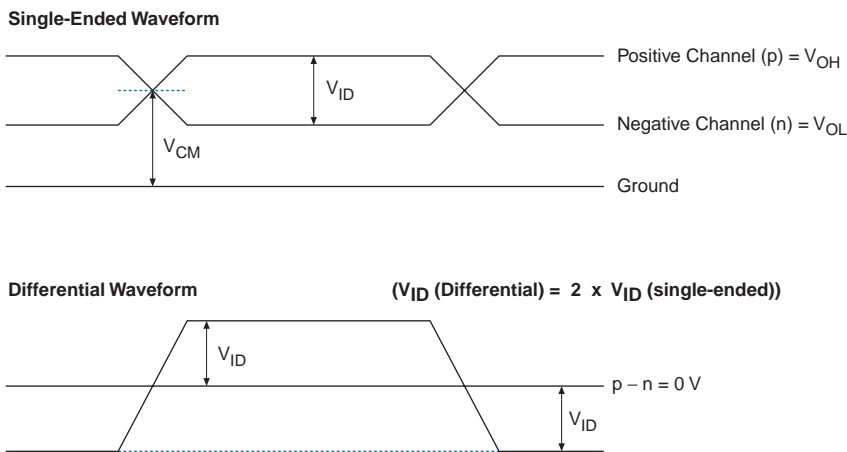 Single-Ended Waveform
Positive Channel (p) = VOH
VID
Negative Channel (n) = VOL
VCM
Ground
Differential Waveform
(VID (Differential) = 2 x VID (single-ended))
VID
p − n = 0 V
VID